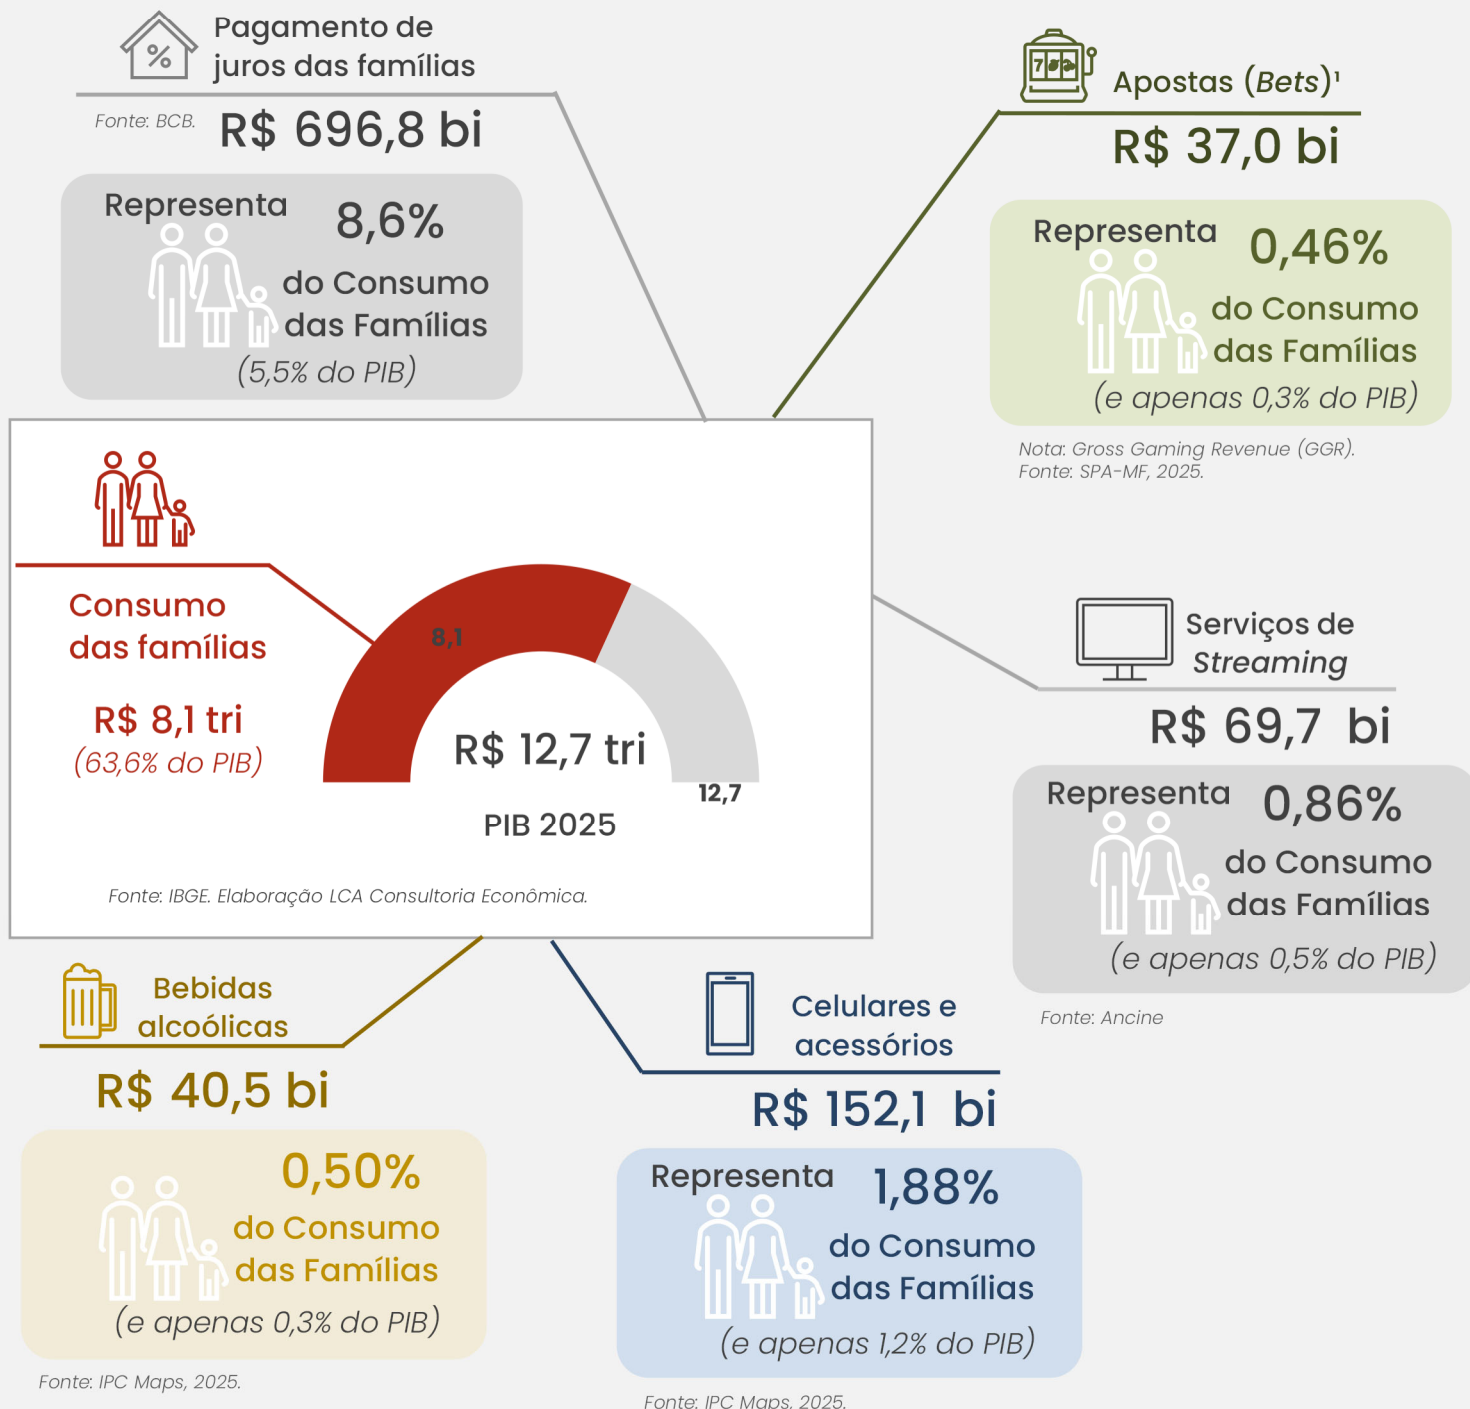 Pagamento de
juros das famílias
Fonte: BCB.
R$ 696,8 bi
Representa
8,6%
do Consumo
das Famílias
(5,5% do PIB)
Apostas (Bets)¹
R$ 37,0 bi
Representa
0,46%
do Consumo
das Famílias
(e apenas 0,3% do PIB)
Nota: Gross Gaming Revenue (GGR).
Fonte: SPA-MF, 2025.
Consumo
das famílias
R$ 8,1 tri
(63,6% do PIB)
8,1
R$ 12,7 tri
12,7
PIB 2025
Fonte: IBGE. Elaboração LCA Consultoria Econômica.
Serviços de
Streaming
R$ 69,7 bi
Representa
0,86%
do Consumo
das Famílias
(e apenas 0,5% do PIB)
Fonte: Ancine
Bebidas
alcoólicas
R$ 40,5 bi
0,50%
do Consumo
das Famílias
(e apenas 0,3% do PIB)
Fonte: IPC Maps, 2025.
Celulares e
acessórios
R$ 152,1 bi
Representa
1,88%
do Consumo
das Famílias
(e apenas 1,2% do PIB)
Fonte: IPC Maps, 2025.